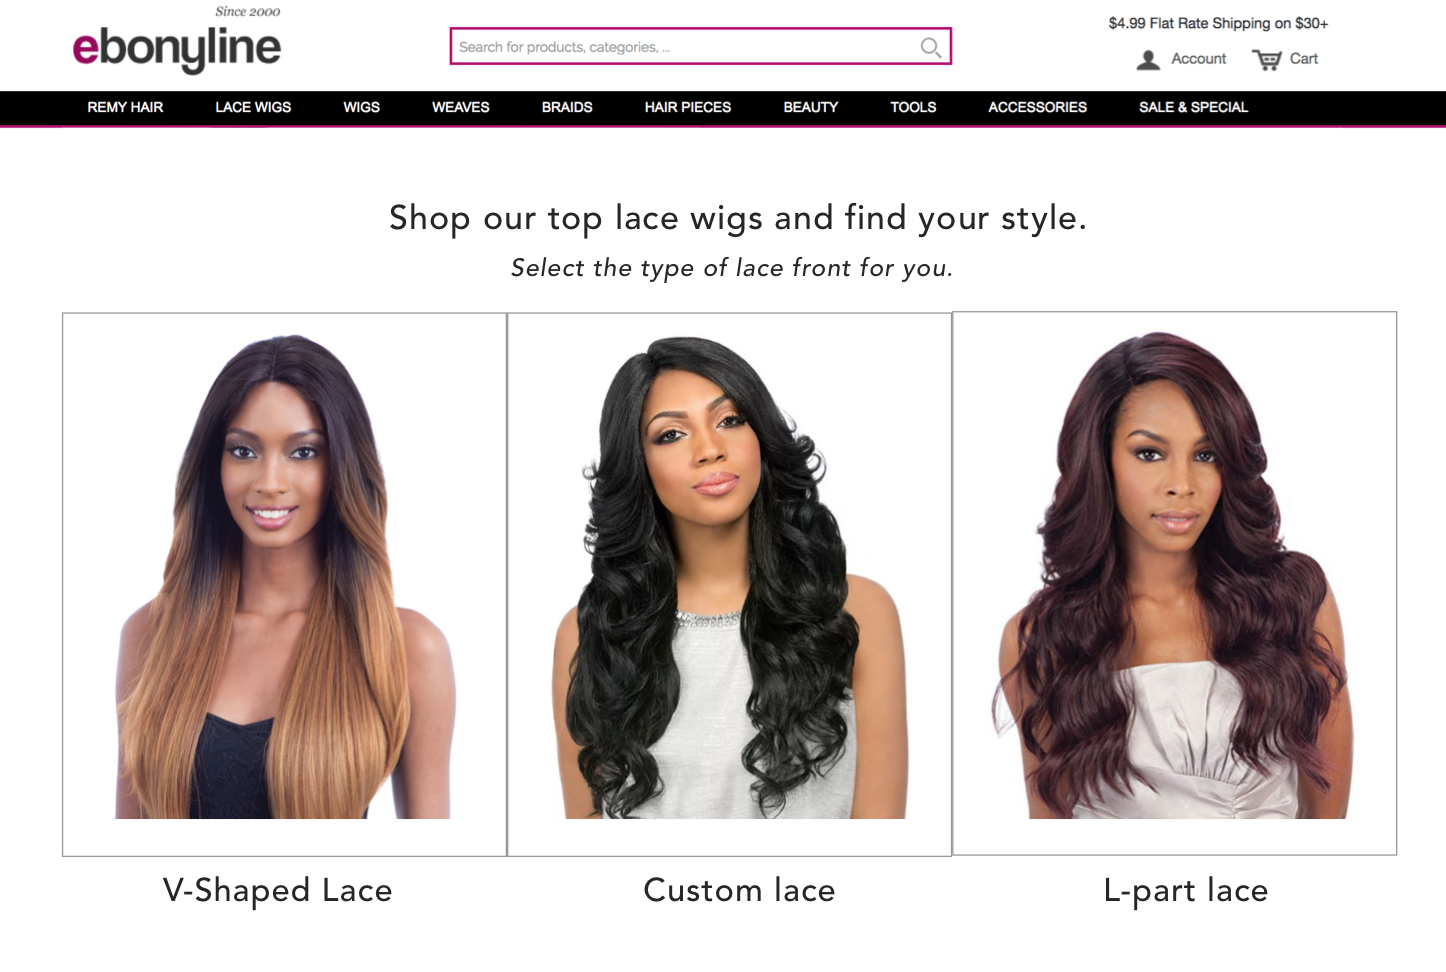 Since 2000
ebonyline
Search for products, categories, ...
$4.99 Flat Rate Shipping on $30+
Account
Cart
REMY HAIR
LACE WIGS
WIGS
WEAVES
BRAIDS
HAIR PIECES
BEAUTY
TOOLS
ACCESSORIES
SALE & SPECIAL
Shop our top lace wigs and find your style.
Select the type of lace front for you.
V-Shaped Lace
Custom lace
L-part lace